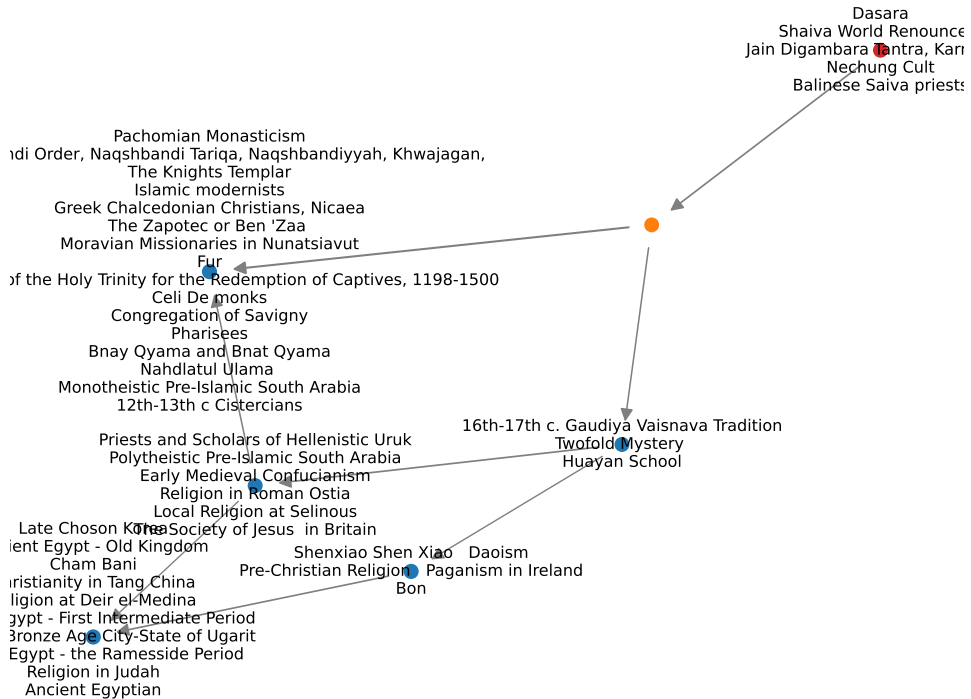 Dasara
Shaiva World Renounce
Jain Digambara Tantra, Karn
Nechung Cult
Balinese Saiva priests
Pachomian Monasticism
ndi Order, Naqshbandi Tariqa, Naqshbandiyyah, Khwajagan,
The Knights Templar
Islamic modernists
Greek Chalcedonian Christians, Nicaea
The Zapotec or Ben 'Zaa
Moravian Missionaries in Nunatsiavut
Fur
of the Holy Trinity for the Redemption of Captives, 1198-1500
Celi De monks
Congregation of Savigny
Pharisees
Bnay Qyama and Bnat Qyama
Nahdlatul Ulama
Monotheistic Pre-Islamic South Arabia
12th-13th c Cistercians
16th-17th c. Gaudiya Vaisnava Tradition
Twofold Mystery
Huayan School
Priests and Scholars of Hellenistic Uruk
Polytheistic Pre-Islamic South Arabia
Early Medieval Confucianism
Religion in Roman Ostia
Local Religion at Selinous
The Society of Jesus  in Britain
Shenxiao Shen Xiao   Daoism
Pre-Christian Religion   Paganism in Ireland
Bon
Late Choson Korea
ient Egypt - Old Kingdom
Cham Bani
hristianity in Tang China
ligion at Deir el-Medina
gypt - First Intermediate Period
Bronze Age City-State of Ugarit
Egypt - the Ramesside Period
Religion in Judah
Ancient Egyptian